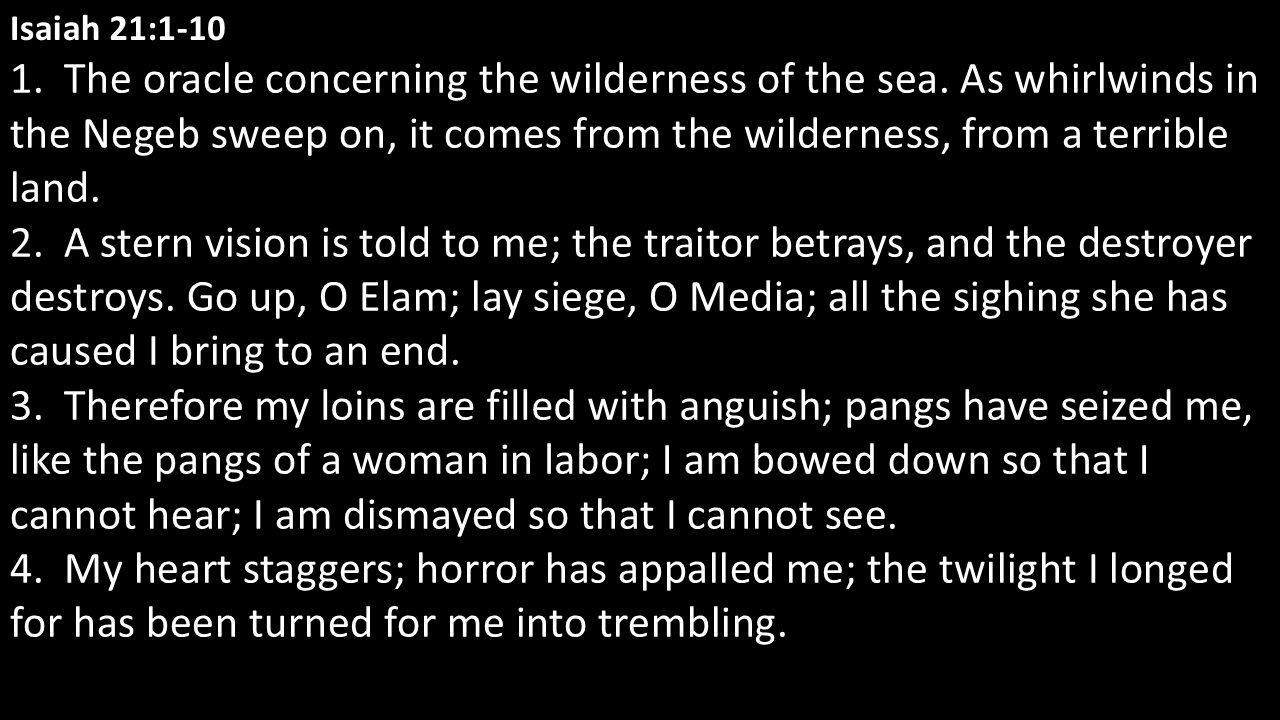 Isaiah 21:1-10
1.  The oracle concerning the wilderness of the sea. As whirlwinds in
the Negeb sweep on, it comes from the wilderness, from a terrible
land.
2.  A stern vision is told to me; the traitor betrays, and the destroyer
destroys. Go up, O Elam; lay siege, O Media; all the sighing she has
caused I bring to an end.
3.  Therefore my loins are filled with anguish; pangs have seized me,
like the pangs of a woman in labor; I am bowed down so that I
cannot hear; I am dismayed so that I cannot see.
4.  My heart staggers; horror has appalled me; the twilight I longed
for has been turned for me into trembling.